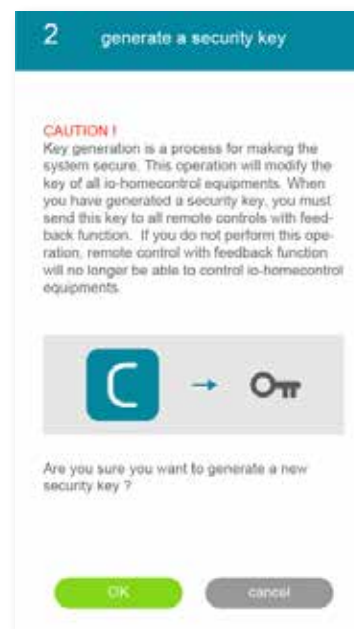 2 generate a security key
CAUTION !
Key generation is a process for making the
system secure. This operation will modify the
key of all io-homecontrol equipments. When
you have generated a security key, you must
send this key to all remote controls with feed-
back function. If you do not perform this ope-
ration, remote control with feedback function
will no longer be able to control io-homecontrol
equipments.
Are you sure you want to generate a new
security key ?
OK cancel